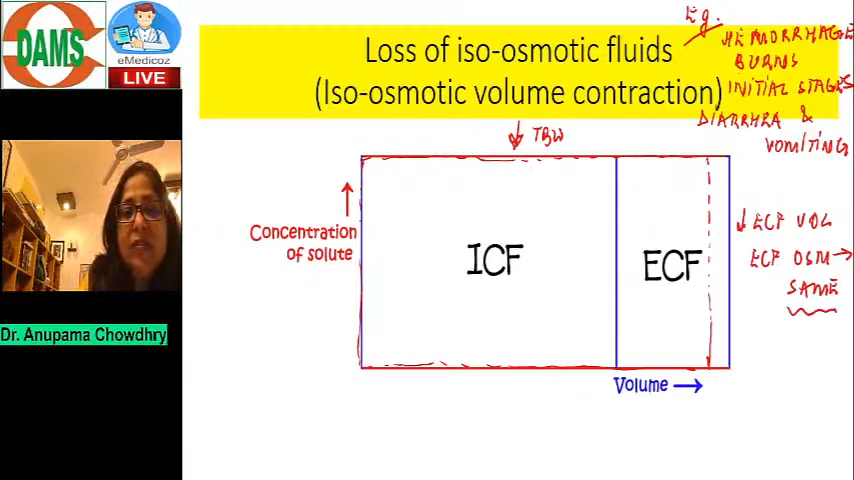 DAMS
eMedicoz
LIVE
Loss of iso-osmotic fluids
(Iso-osmotic volume contraction)
Eg.
HEMORRHAGE
BURNS
INITIAL STAGES
DIARRHEA &
VOMITING
↓ TBW
Concentration
of solute
ICF
ECF
↓ ECF VOL
ECF OSM →
SAME
Volume →
Dr. Anupama Chowdhry